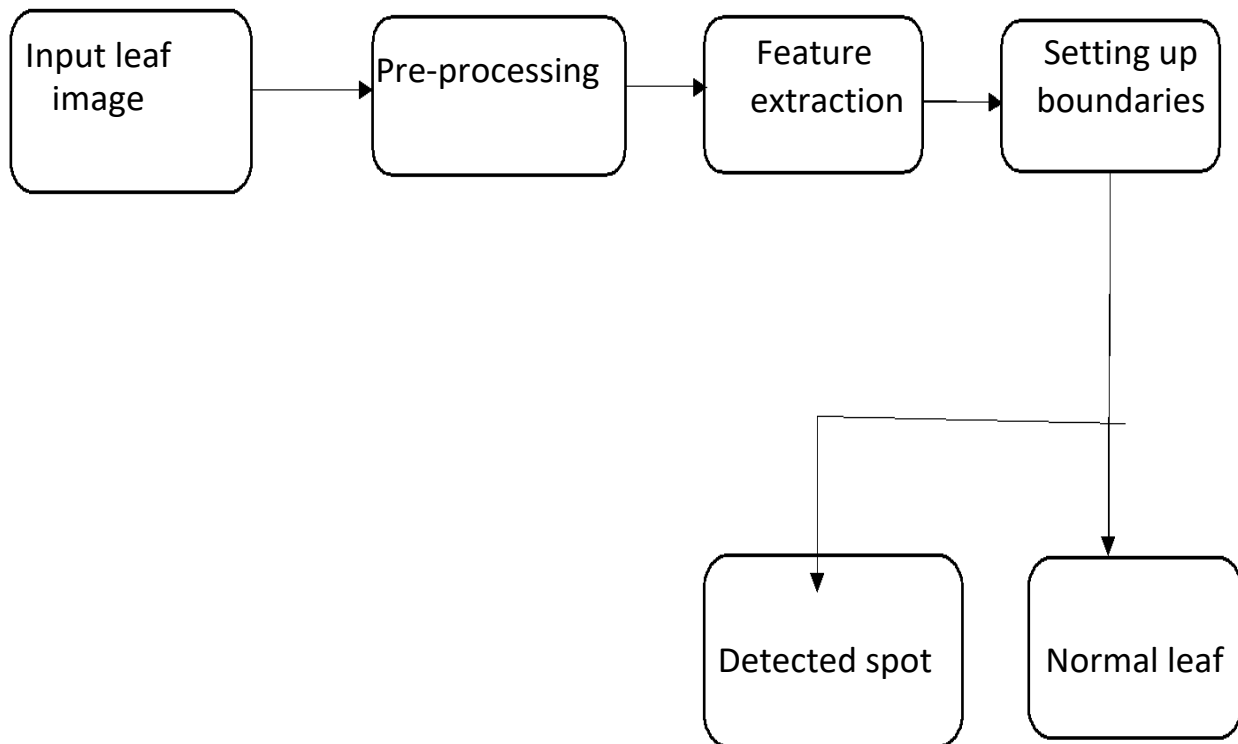 Input leaf
image
Pre-processing
Feature
extraction
Setting up
boundaries
Detected spot
Normal leaf